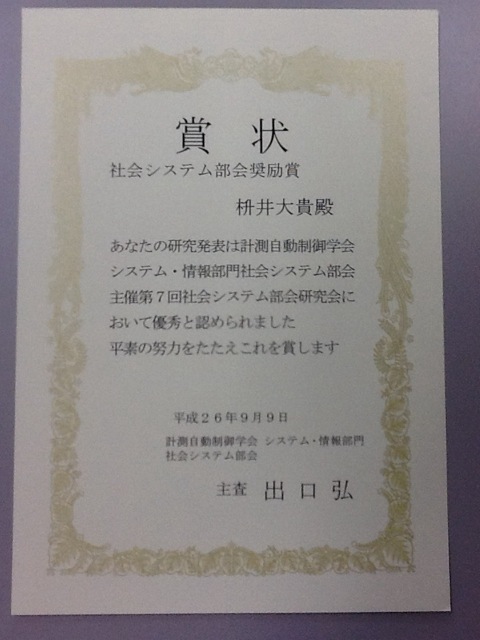 賞状
社会システム部会奨励賞
枡井大貴殿
あなたの研究発表は計測自動制御学会
システム・情報部門社会システム部会
主催第7回社会システム部会研究会に
おいて優秀と認められました
平素の努力をたたえこれを賞します
平成26年9月9日
計測自動制御学会 システム・情報部門
社会システム部会
主査 出口弘